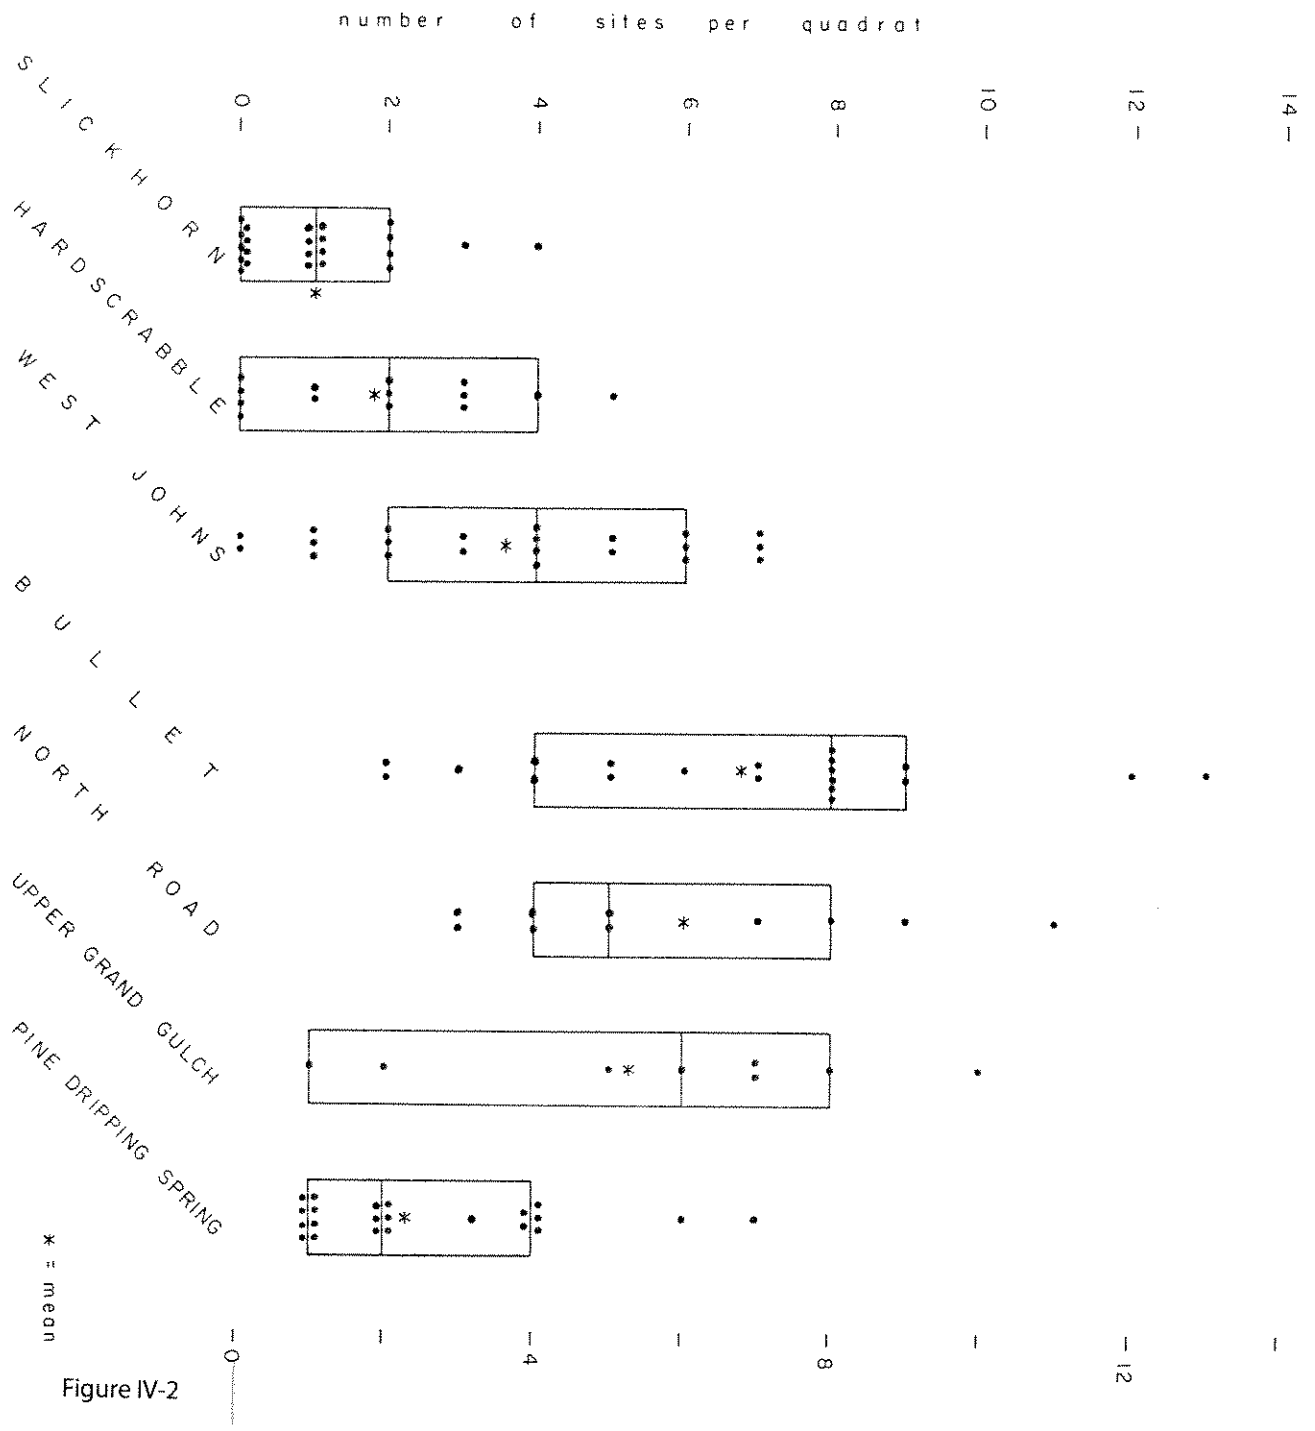 number of sites per quadrat
0 2 4 6 8 10 12 14
SLICKHORN
HARDSCRABBLE
WEST JOHNS
BULLET
NORTH ROAD
UPPER GRAND GULCH
PINE DRIPPING SPRING
* = mean
0 4 8 12
Figure IV-2